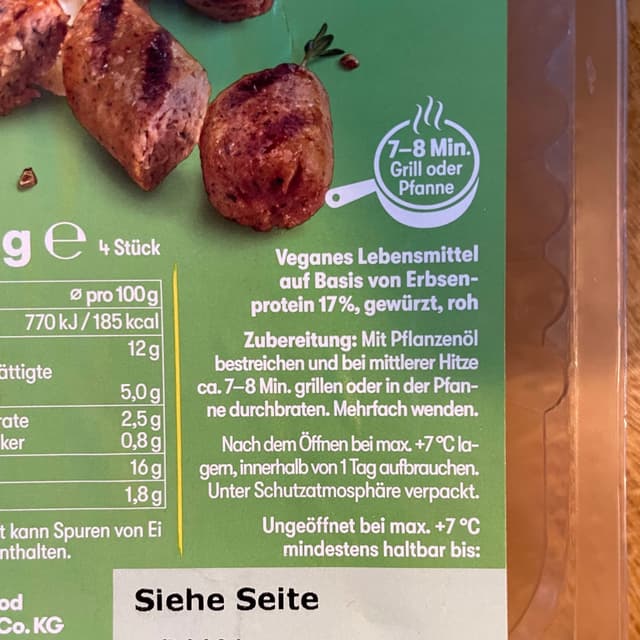 7–8 Min.
Grill oder
Pfanne
g e 4 Stück
ø pro 100 g
770 kJ / 185 kcal
12 g
ättigte
5,0 g
rate 2,5 g
ker 0,8 g
16 g
1,8 g
t kann Spuren von Ei
nthalten.
od
Co. KG
Veganes Lebensmittel
auf Basis von Erbsen-
protein 17%, gewürzt, roh
Zubereitung: Mit Pflanzenöl
bestreichen und bei mittlerer Hitze
ca. 7–8 Min. grillen oder in der Pfan-
ne durchbraten. Mehrfach wenden.
Nach dem Öffnen bei max. +7 °C la-
gern, innerhalb von 1 Tag aufbrauchen.
Unter Schutzatmosphäre verpackt.
Ungeöffnet bei max. +7 °C
mindestens haltbar bis:
Siehe Seite